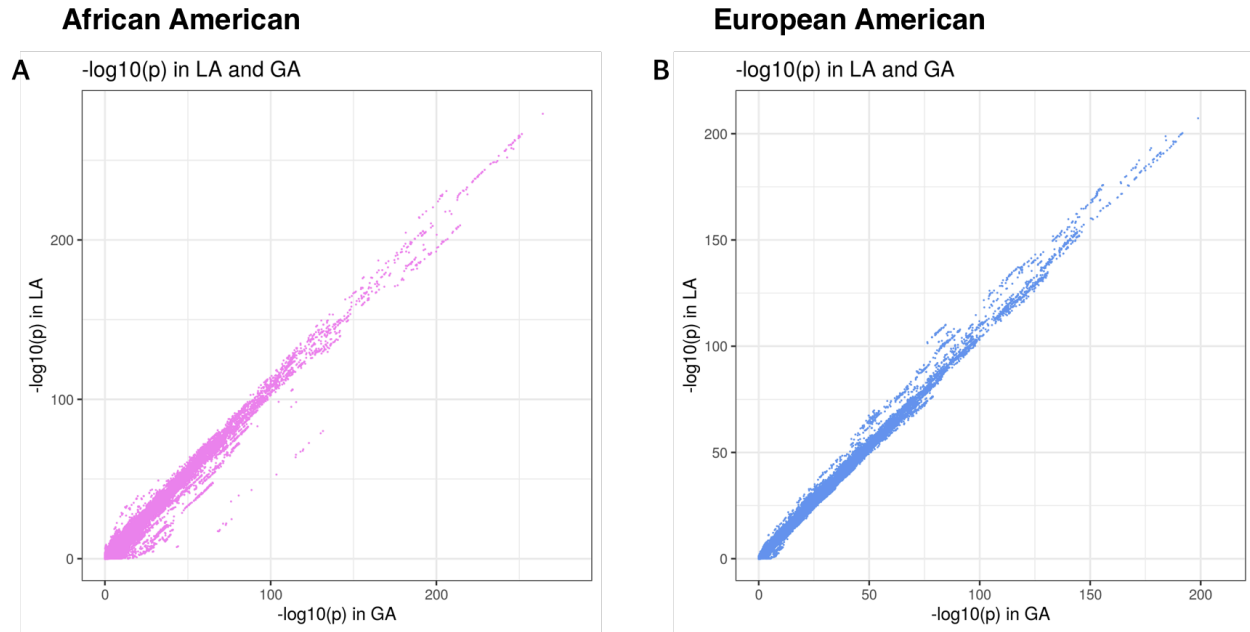 African American
European American
A
-log10(p) in LA and GA
200
100
0
-log10(p) in LA
0
100
200
-log10(p) in GA
B
-log10(p) in LA and GA
200
150
100
50
0
-log10(p) in LA
0
50
100
150
200
-log10(p) in GA